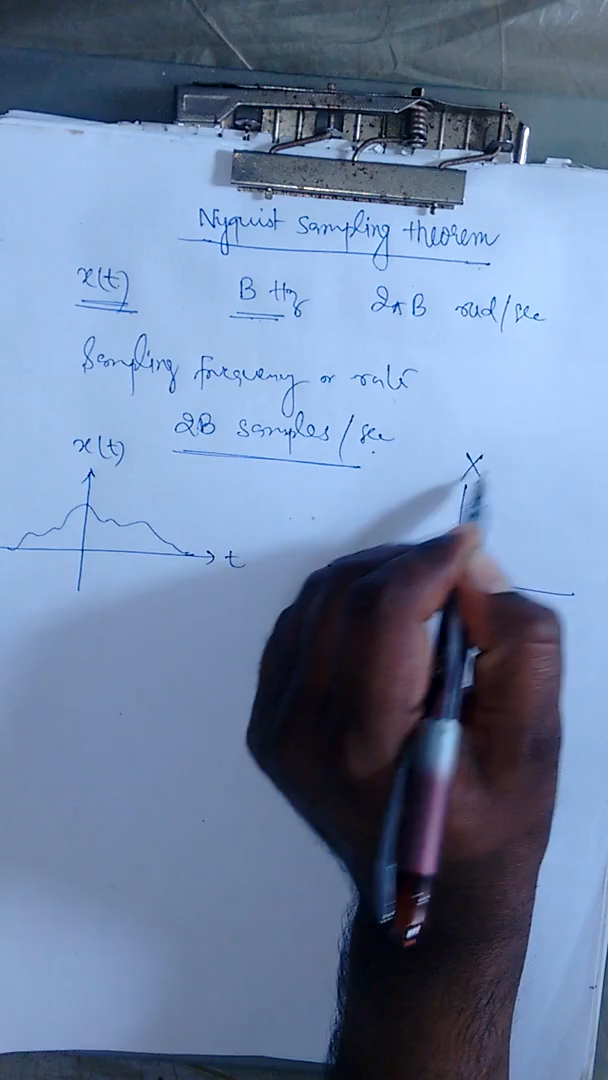 Nyquist Sampling theorem
x(t) B Hz 2πB rad/sec
Sampling frequency or rate
2B samples/sec
x(t)
X
t